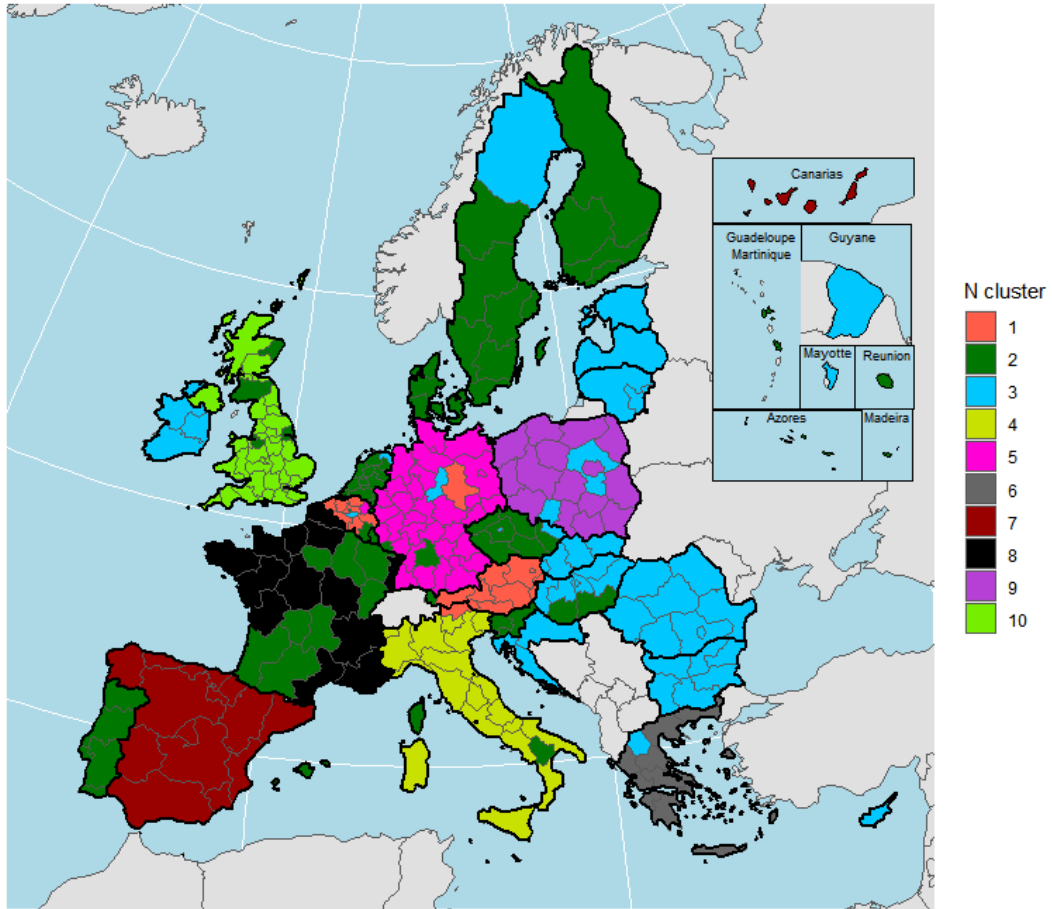 Canarias
Guadeloupe
Martinique
Guyane
Mayotte
Reunion
Azores
Madeira
N cluster
1
2
3
4
5
6
7
8
9
10